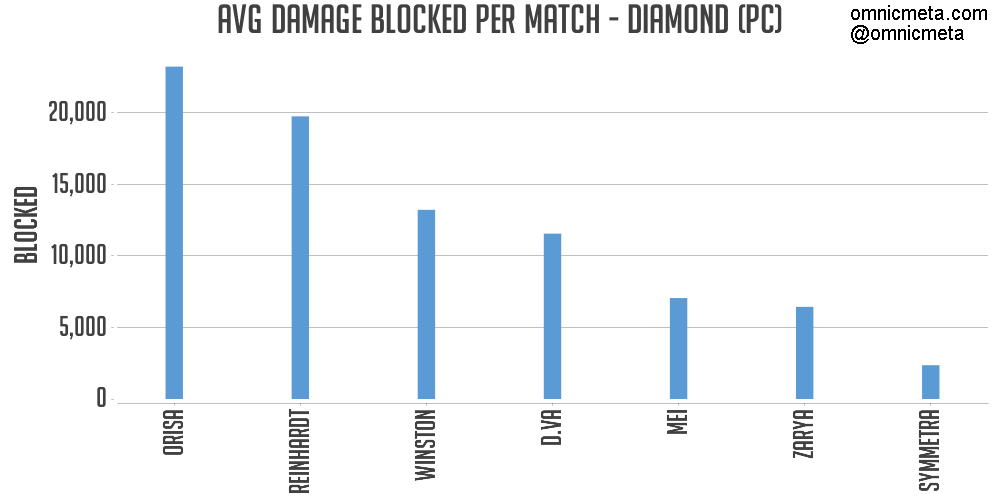 AVG DAMAGE BLOCKED PER MATCH - DIAMOND (PC)
omnicmeta.com
@omnicmeta
BLOCKED
20,000
15,000
10,000
5,000
0
ORISA
REINHARDT
WINSTON
D.VA
MEI
ZARYA
SYMMETRA